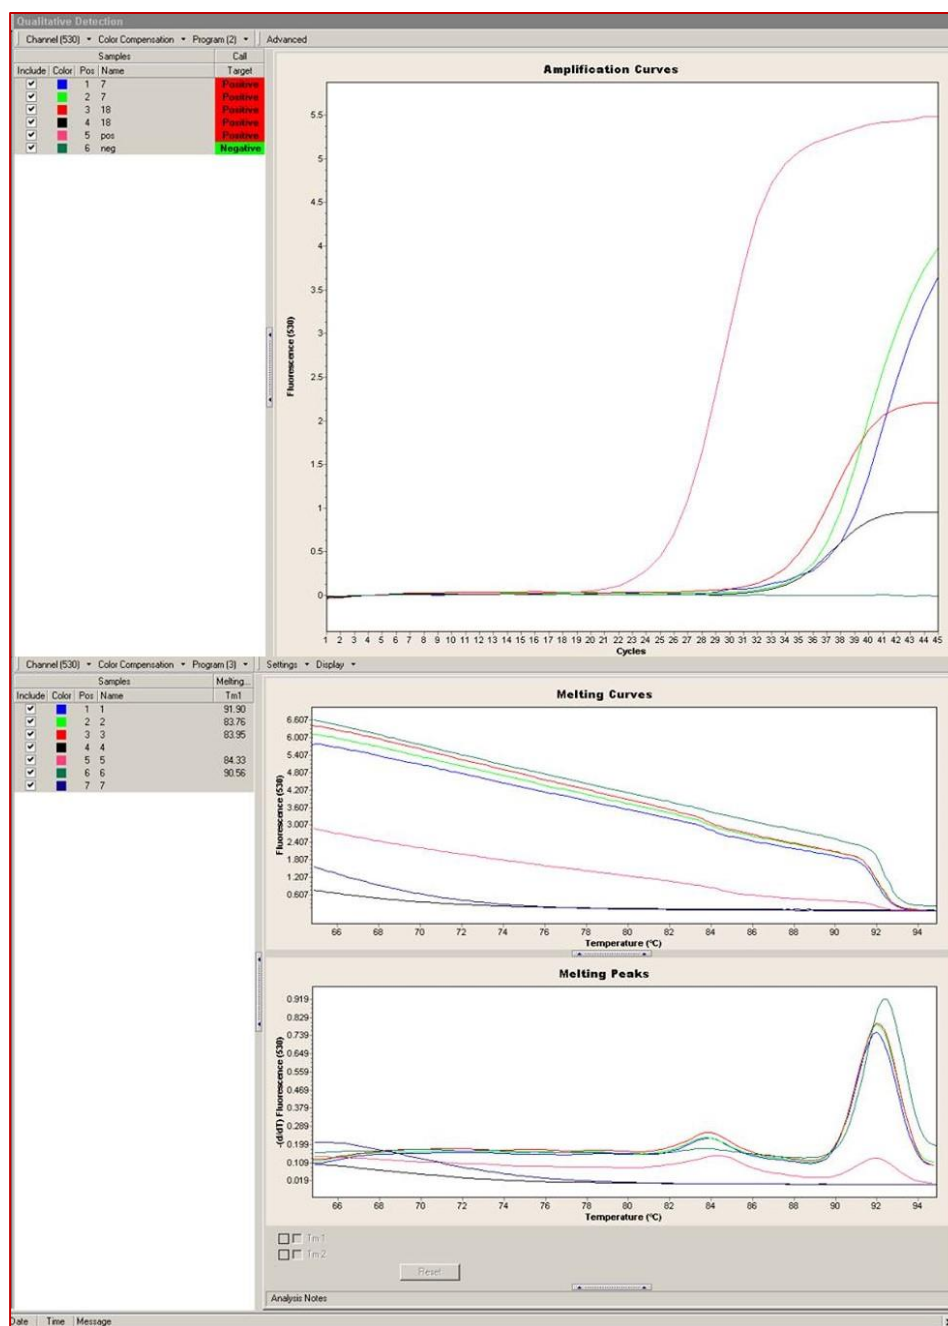 Qualitative Detection
Channel (530) Color Compensation Program (2) Advanced
Samples Call
Include Color Pos Name Target
1 7 Positive
2 7 Positive
3 18 Positive
4 18 Positive
5 pos Positive
6 neg Negative
Amplification Curves
Fluorescence (530)
5.5
5
4.5
4
3.5
3
2.5
2
1.5
1
0.5
0
1 2 3 4 5 6 7 8 9 10 11 12 13 14 15 16 17 18 19 20 21 22 23 24 25 26 27 28 29 30 31 32 33 34 35 36 37 38 39 40 41 42 43 44 45
Cycles
Channel (530) Color Compensation Program (3) Settings Display
Samples Melting...
Include Color Pos Name Tm1
1 1 91.90
2 2 83.76
3 3 83.95
4 4
5 5 84.33
6 6 90.56
7 7
Melting Curves
Fluorescence (530)
6.607
6.007
5.407
4.807
4.207
3.607
3.007
2.407
1.807
1.207
0.607
66 68 70 72 74 76 78 80 82 84 86 88 90 92 94
Temperature (°C)
Melting Peaks
-(d/dT) Fluorescence (530)
0.919
0.829
0.739
0.649
0.559
0.469
0.379
0.289
0.199
0.109
0.019
66 68 70 72 74 76 78 80 82 84 86 88 90 92 94
Temperature (°C)
Tm 1
Tm 2
Reset
Analysis Notes
Date Time Message